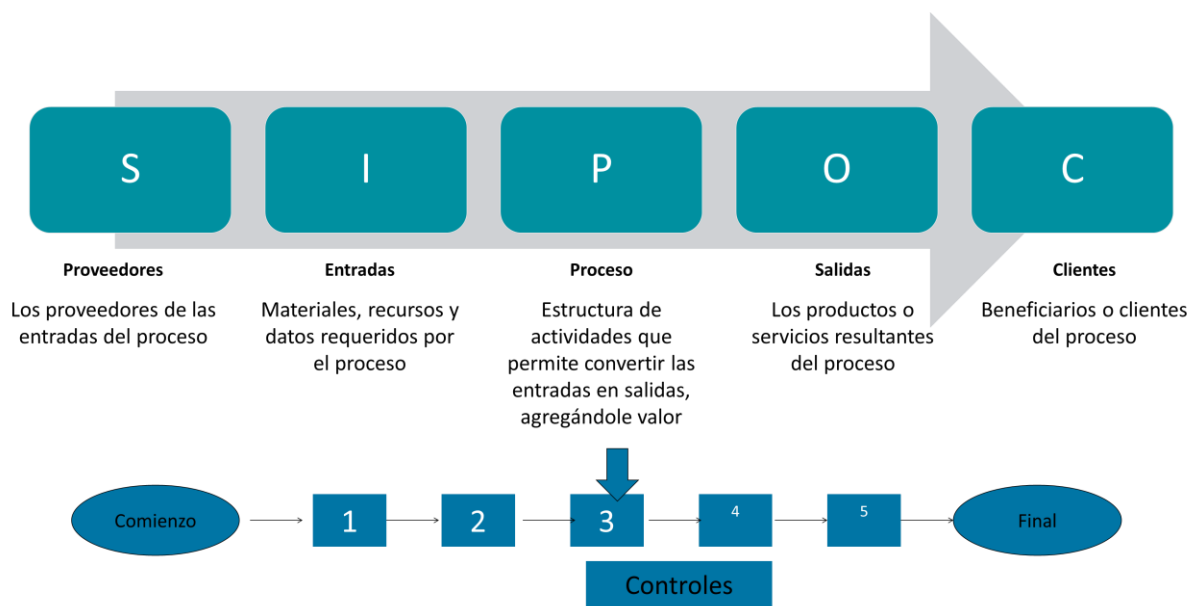 S
I
P
O
C
Proveedores
Los proveedores de las
entradas del proceso
Entradas
Materiales, recursos y
datos requeridos por
el proceso
Proceso
Estructura de
actividades que
permite convertir las
entradas en salidas,
agregándole valor
Salidas
Los productos o
servicios resultantes
del proceso
Clientes
Beneficiarios o clientes
del proceso
Comienzo
1
2
3
4
5
Final
Controles